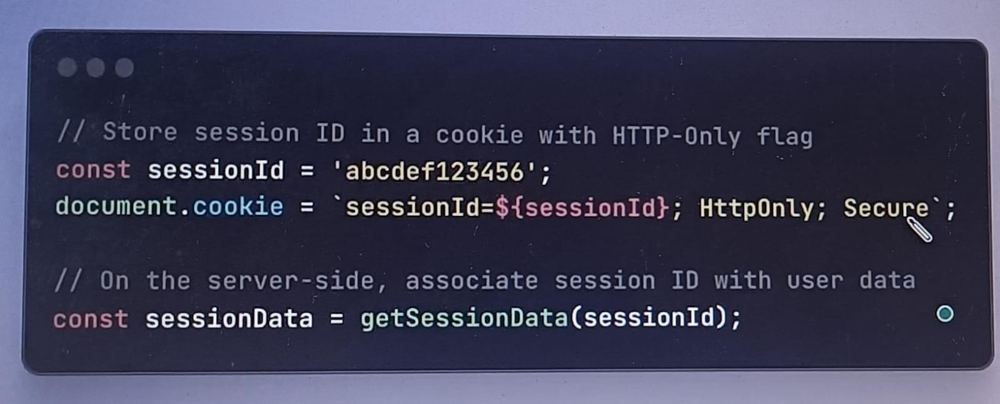 // Store session ID in a cookie with HTTP-Only flag
const sessionId = 'abcdef123456';
document.cookie = `sessionId=${sessionId}; HttpOnly; Secure`;
// On the server-side, associate session ID with user data
const sessionData = getSessionData(sessionId);